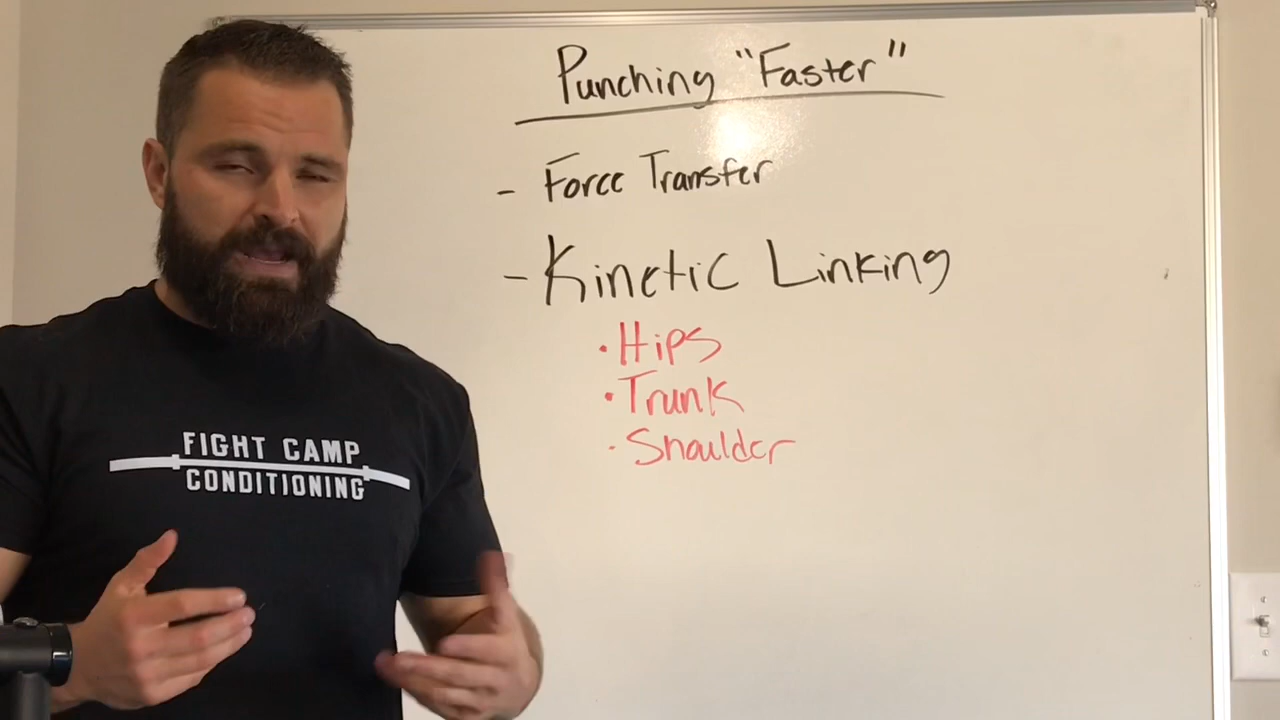 Punching "Faster"
- Force Transfer
- Kinetic Linking
• Hips
• Trunk
• Shoulder
FIGHT CAMP
CONDITIONING